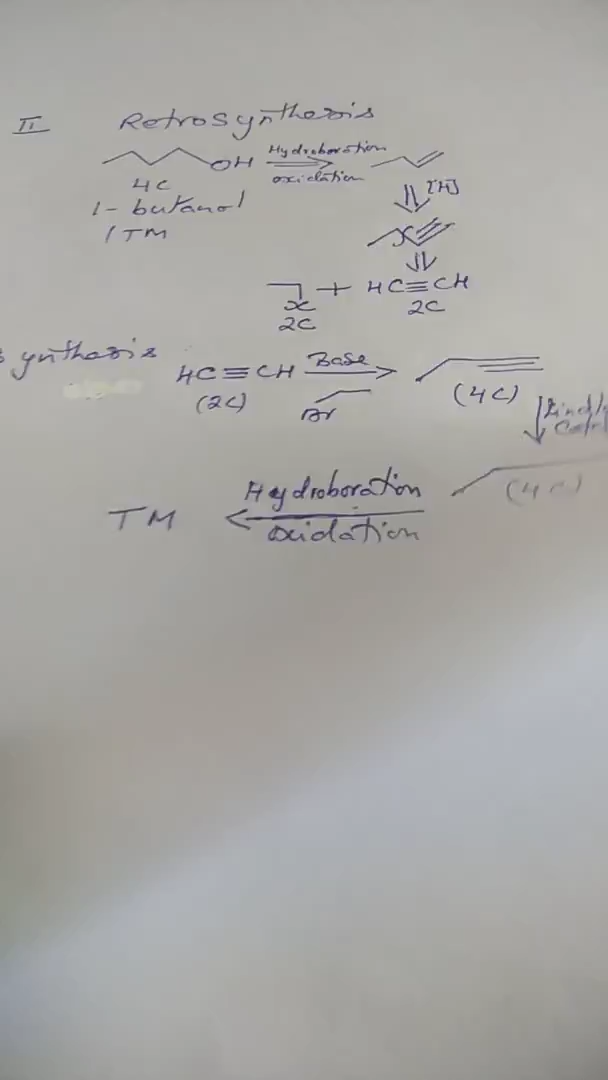 II Retrosynthesis
OH Hydroboration
oxidation
4C
1- butanol
[H]
TM
X
+ HC≡CH
x
2C 2C
ynthesis
HC≡CH Base
Br
(2C) (4C)
Hydroboration
(4C)
TM
Oxidation